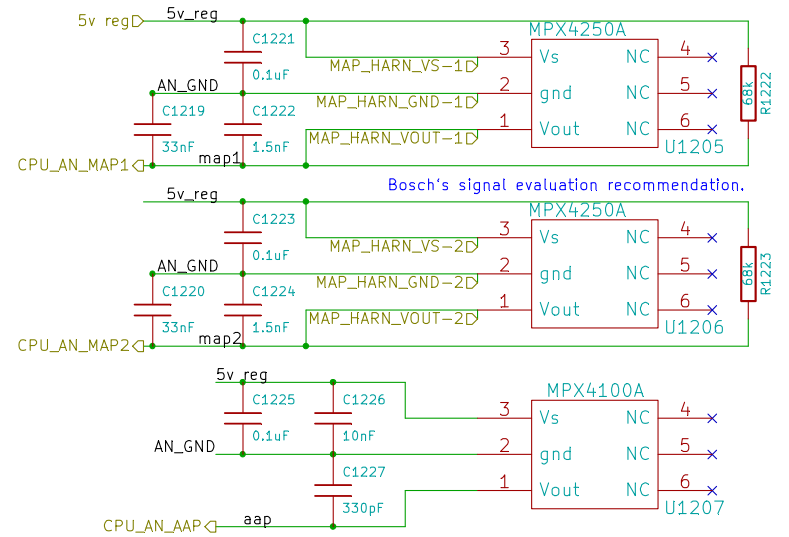 5v_reg
MPX4250A
5v reg
C1221
0.1uF
3
Vs
NC
4
MAP_HARN_VS-1
AN_GND
C1219
33nF
C1222
1.5nF
MAP_HARN_GND-1
2
gnd
NC
5
68k
R1222
MAP_HARN_VOUT-1
1
Vout
NC
6
U1205
map1
CPU_AN_MAP1
Bosch's signal evaluation recommendation.
5v_reg
MPX4250A
C1223
0.1uF
3
Vs
NC
4
MAP_HARN_VS-2
AN_GND
C1220
33nF
C1224
1.5nF
MAP_HARN_GND-2
2
gnd
NC
5
68k
R1223
MAP_HARN_VOUT-2
1
Vout
NC
6
U1206
map2
CPU_AN_MAP2
5v_reg
MPX4100A
C1225
0.1uF
C1226
10nF
3
Vs
NC
4
AN_GND
2
gnd
NC
5
C1227
330pF
1
Vout
NC
6
U1207
aap
CPU_AN_AAP